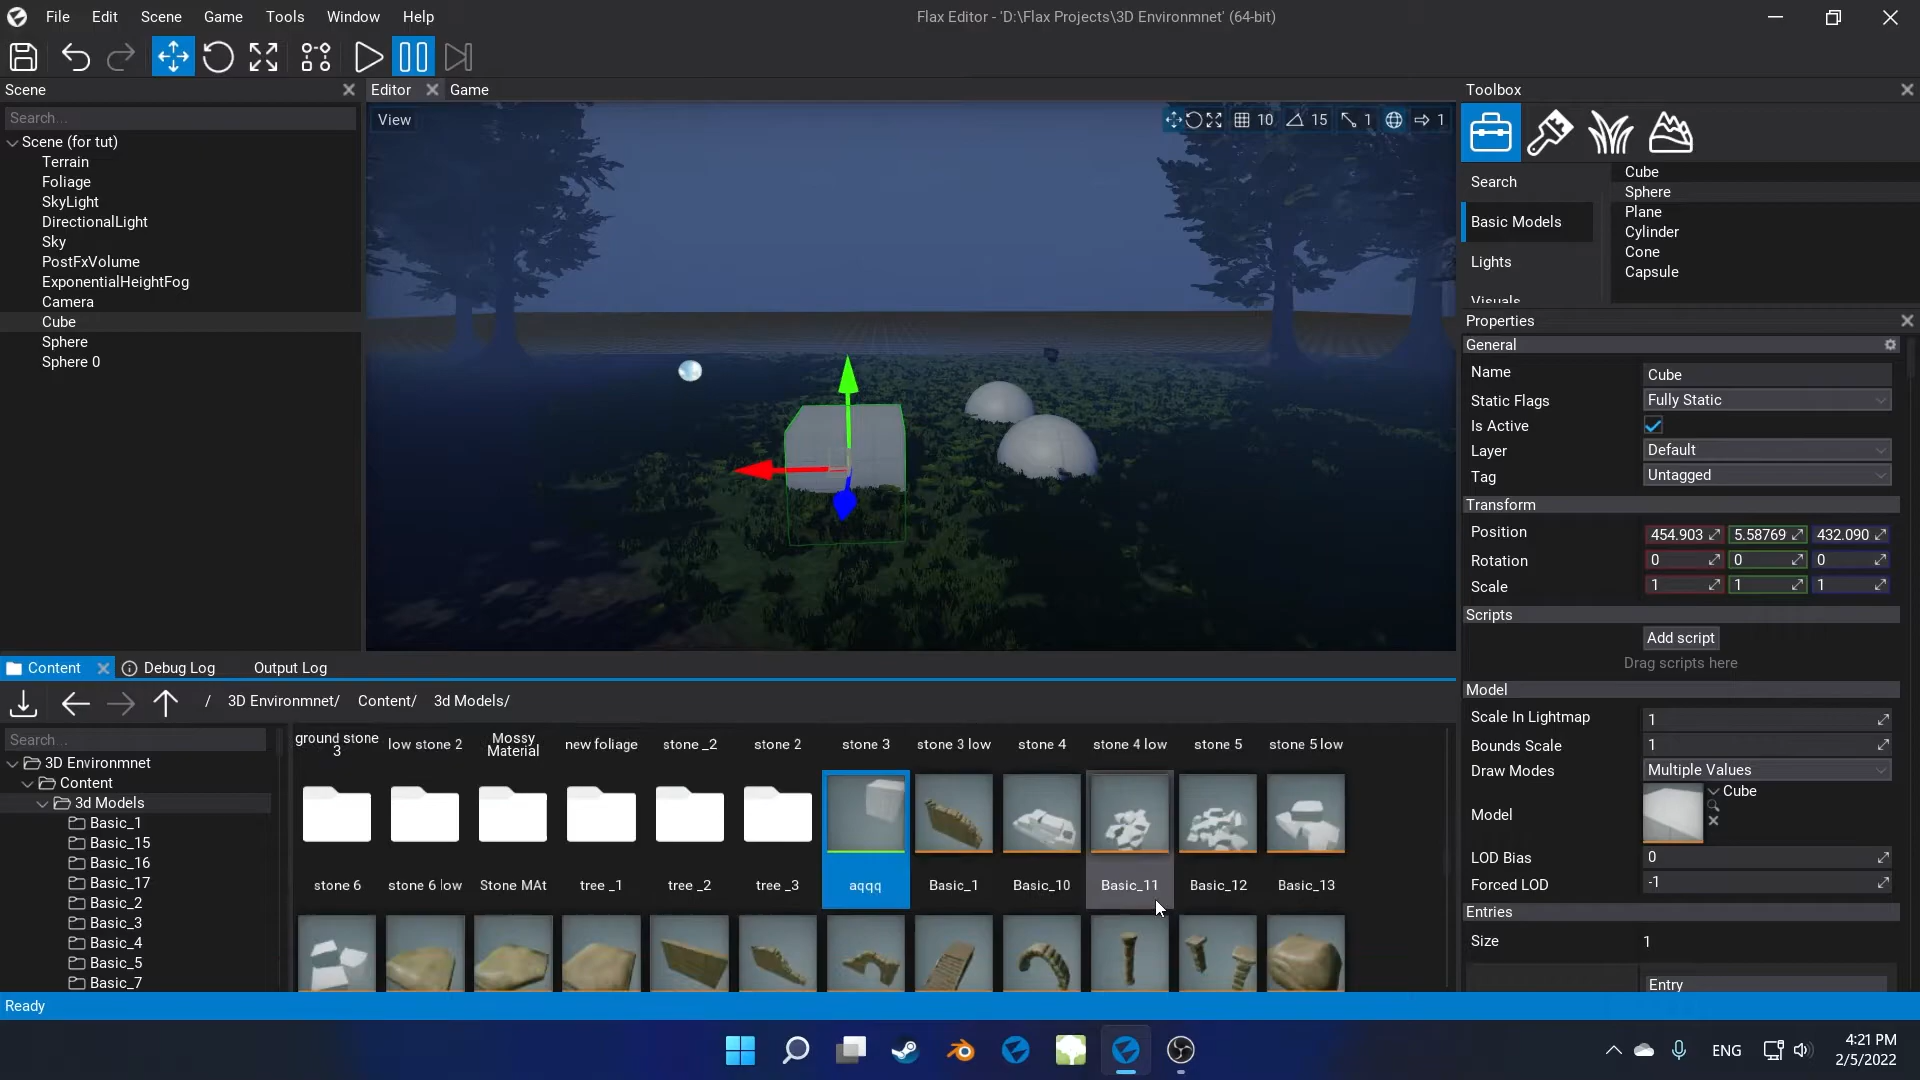 File Edit Scene Game Tools Window Help
Flax Editor - 'D:\Flax Projects\3D Environmnet' (64-bit)
Scene
Search...
Scene (for tut)
Terrain
Foliage
SkyLight
DirectionalLight
Sky
PostFxVolume
ExponentialHeightFog
Camera
Cube
Sphere
Sphere 0
Editor Game
View
10 15 1 1
Toolbox
Search
Basic Models
Lights
Visuals
Cube
Sphere
Plane
Cylinder
Cone
Capsule
Properties
General
Name Cube
Static Flags Fully Static
Is Active
Layer Default
Tag Untagged
Transform
Position 454.903 5.58769 432.090
Rotation 0 0 0
Scale 1 1 1
Scripts
Add script
Drag scripts here
Model
Scale In Lightmap 1
Bounds Scale 1
Draw Modes Multiple Values
Model Cube
LOD Bias 0
Forced LOD -1
Entries
Size 1
Entry
Content Debug Log Output Log
/ 3D Environmnet/ Content/ 3d Models/
Search...
3D Environmnet
Content
3d Models
Basic_1
Basic_15
Basic_16
Basic_17
Basic_2
Basic_3
Basic_4
Basic_5
Basic_7
ground stone 3 low stone 2 Mossy Material new foliage stone _2 stone 2 stone 3 stone 3 low stone 4 stone 4 low stone 5 stone 5 low
stone 6 stone 6 low Stone MAt tree _1 tree _2 tree _3 aqqq Basic_1 Basic_10 Basic_11 Basic_12 Basic_13
Ready
ENG
4:21 PM
2/5/2022